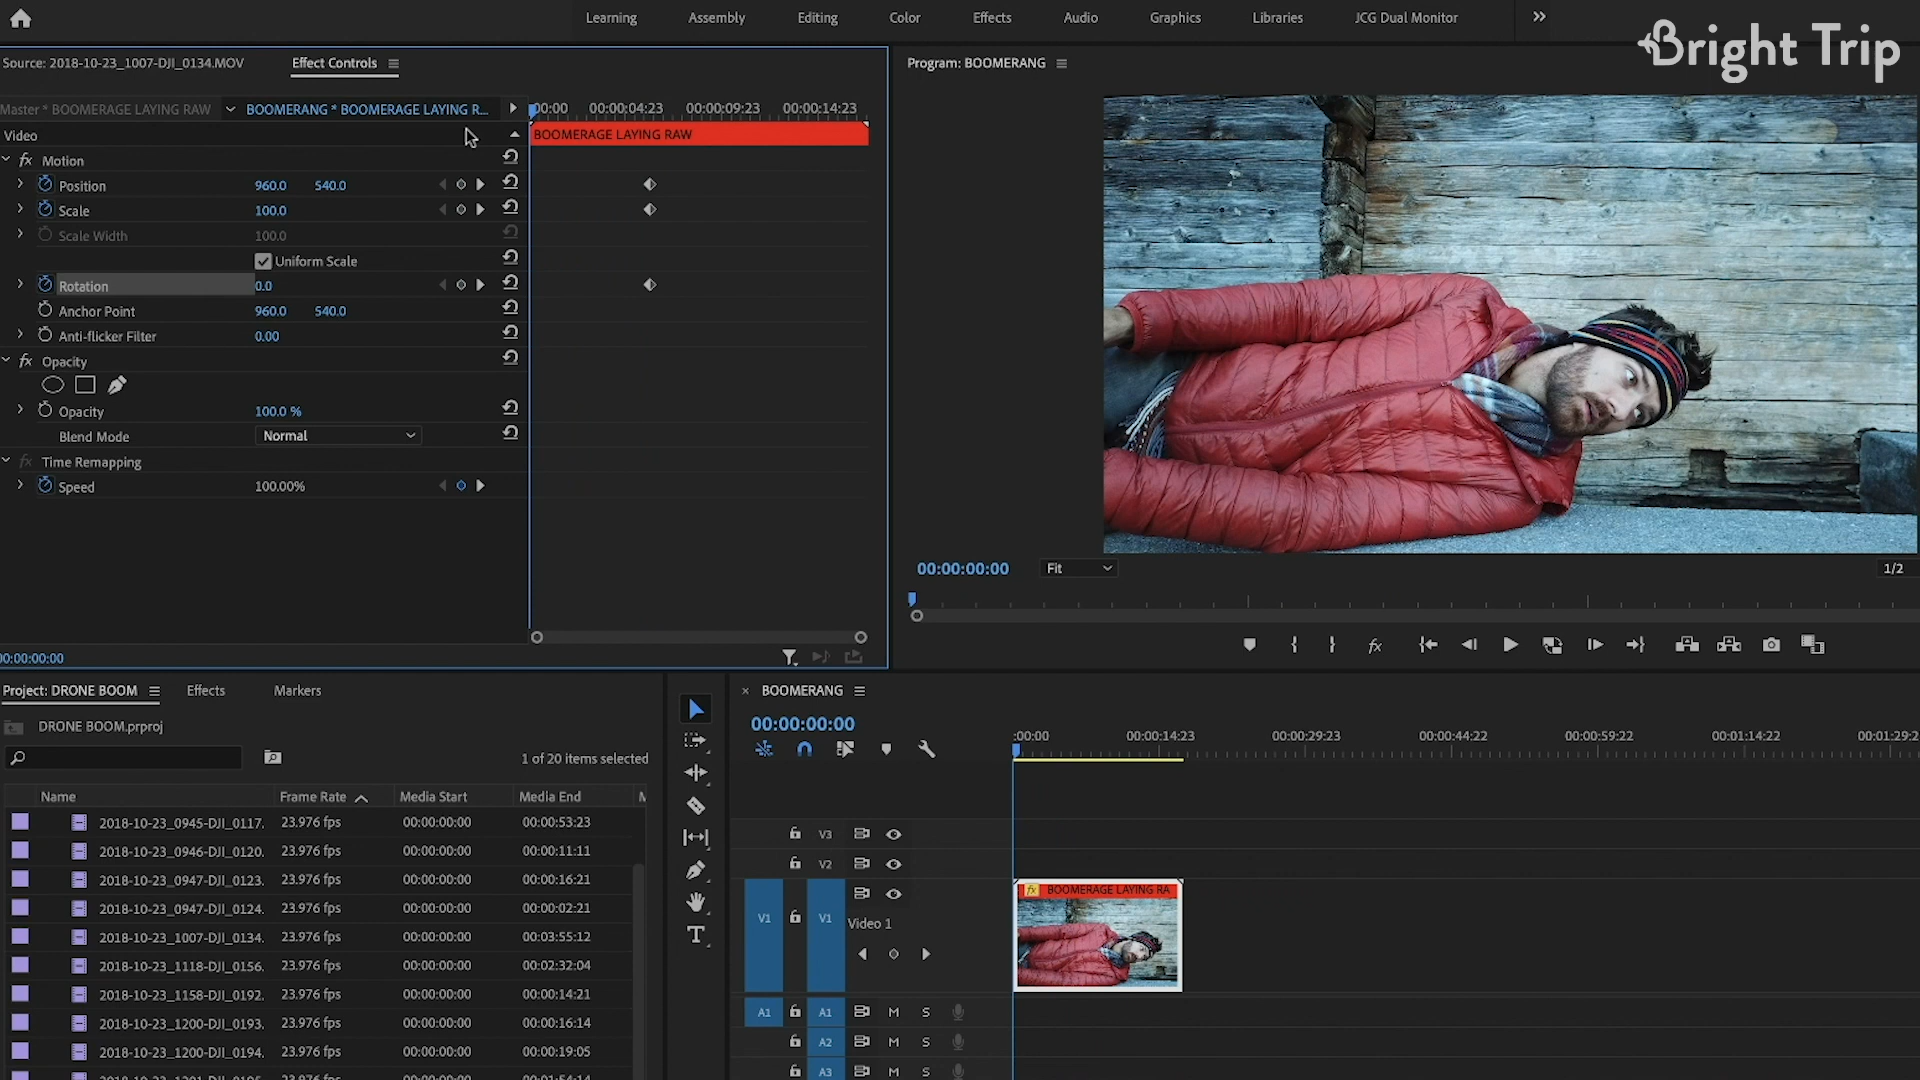 Learning Assembly Editing Color Effects Audio Graphics Libraries JCG Dual Monitor
Bright Trip
Source: 2018-10-23_1007-DJI_0134.MOV Effect Controls
Program: BOOMERANG
Master * BOOMERAGE LAYING RAW BOOMERANG * BOOMERAGE LAYING R... 00:00 00:00:04:23 00:00:09:23 00:00:14:23
Video BOOMERAGE LAYING RAW
fx Motion
Position 960.0 540.0
Scale 100.0
Scale Width 100.0
Uniform Scale
Rotation 0.0
Anchor Point 960.0 540.0
Anti-flicker Filter 0.00
fx Opacity
Opacity 100.0 %
Blend Mode Normal
fx Time Remapping
Speed 100.00%
00:00:00:00 Fit 1/2
fx
00:00:00:00
Project: DRONE BOOM Effects Markers
DRONE BOOM.prproj
1 of 20 items selected
Name Frame Rate Media Start Media End M
2018-10-23_0945-DJI_0117. 23.976 fps 00:00:00:00 00:00:53:23
2018-10-23_0946-DJI_0120. 23.976 fps 00:00:00:00 00:00:11:11
2018-10-23_0947-DJI_0123. 23.976 fps 00:00:00:00 00:00:16:21
2018-10-23_0947-DJI_0124. 23.976 fps 00:00:00:00 00:00:02:21
2018-10-23_1007-DJI_0134. 23.976 fps 00:00:00:00 00:03:55:12
2018-10-23_1118-DJI_0156. 23.976 fps 00:00:00:00 00:02:32:04
2018-10-23_1158-DJI_0192. 23.976 fps 00:00:00:00 00:00:14:21
2018-10-23_1200-DJI_0193. 23.976 fps 00:00:00:00 00:00:16:14
2018-10-23_1200-DJI_0194. 23.976 fps 00:00:00:00 00:00:19:05
T
× BOOMERANG
00:00:00:00
:00:00 00:00:14:23 00:00:29:23 00:00:44:22 00:00:59:22 00:01:14:22 00:01:29:2
V3
V2
fx BOOMERAGE LAYING RA
V1 V1 Video 1
A1 A1 M S
A2 M S
A3 M S